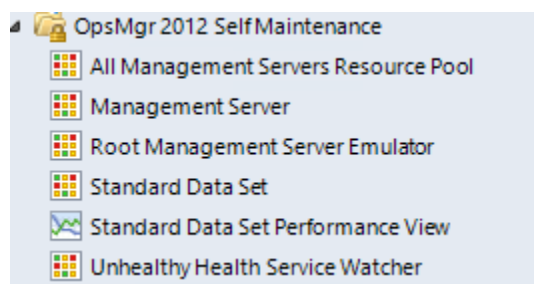 OpsMgr 2012 Self Maintenance
All Management Servers Resource Pool
Management Server
Root Management Server Emulator
Standard Data Set
Standard Data Set Performance View
Unhealthy Health Service Watcher